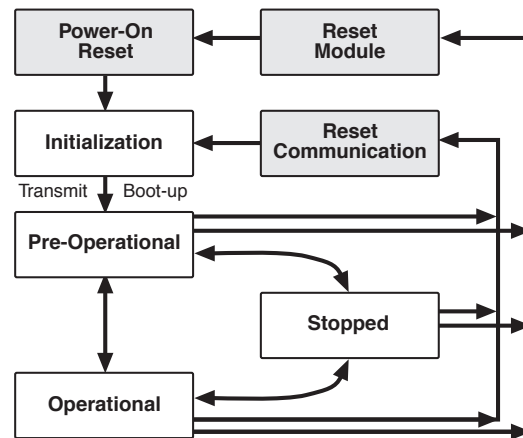 Power-On
Reset
Reset
Module
Initialization
Reset
Communication
Transmit Boot-up
Pre-Operational
Stopped
Operational